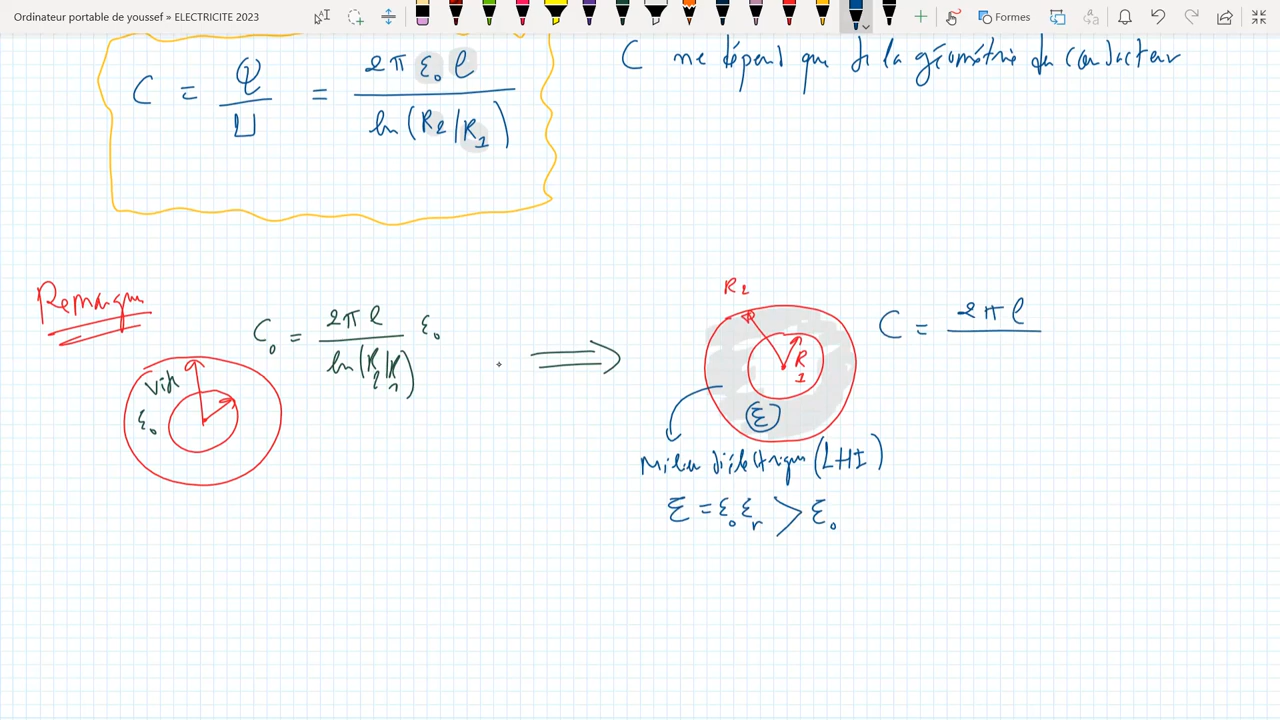 Ordinateur portable de youssef » ELECTRICITE 2023
Formes
C = Q / U = 2π ε₀ ℓ / ln(R₂/R₁)
C ne dépend que de la géométrie du conducteur
Remarque
C₀ = 2π ℓ / ln(R₂/R₁) ε₀
vide
ε₀
⟹
R₂
R₁
ε
C = 2π ℓ
Milieu diélectrique (LHI)
ε = ε₀ εᵣ > ε₀